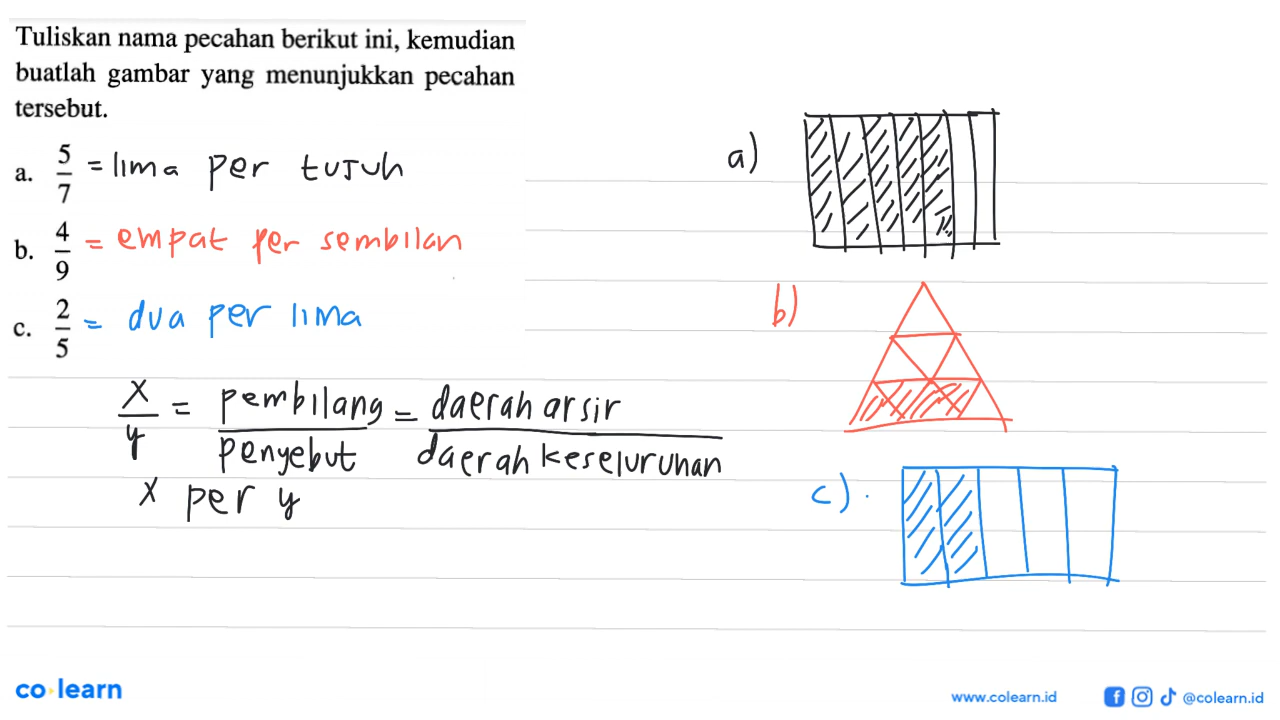 Tuliskan nama pecahan berikut ini, kemudian
buatlah gambar yang menunjukkan pecahan
tersebut.
a. 5/7 = lima per tujuh
b. 4/9 = empat per sembilan
c. 2/5 = dua per lima
x/y = pembilang/penyebut = daerah arsir/daerah keseluruhan
x per y
a)
b)
c).
co learn
www.colearn.id
@colearn.id